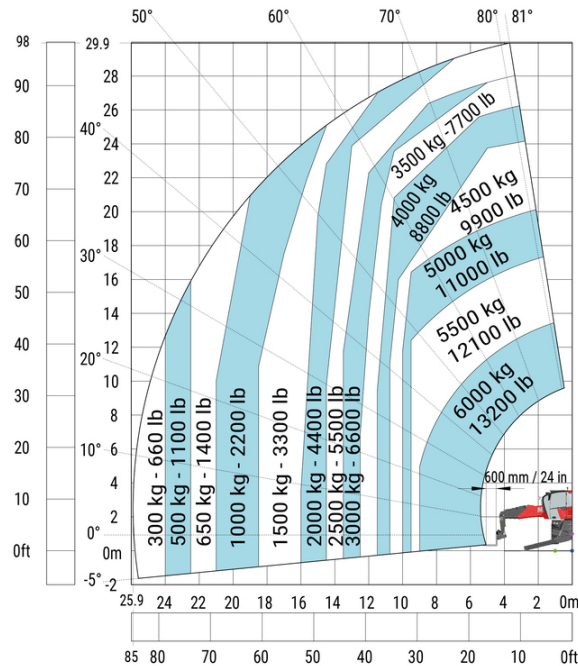 50°
60°
70°
80°
81°
98
90
80
70
60
50
40
30
20
10
0ft
29.9
28
26
24
22
20
18
16
14
12
10
8
6
4
2
0m
-2
40°
30°
20°
10°
0°
-5°
3500 kg -7700 lb
4000 kg
8800 lb
4500 kg
9900 lb
5000 kg
11000 lb
5500 kg
12100 lb
6000 kg
13200 lb
600 mm / 24 in
300 kg - 660 lb
500 kg - 1100 lb
650 kg - 1400 lb
1000 kg - 2200 lb
1500 kg - 3300 lb
2000 kg - 4400 lb
2500 kg - 5500 lb
3000 kg - 6600 lb
25.9 24 22 20 18 16 14 12 10 8 6 4 2 0m
85 80 70 60 50 40 30 20 10 0ft